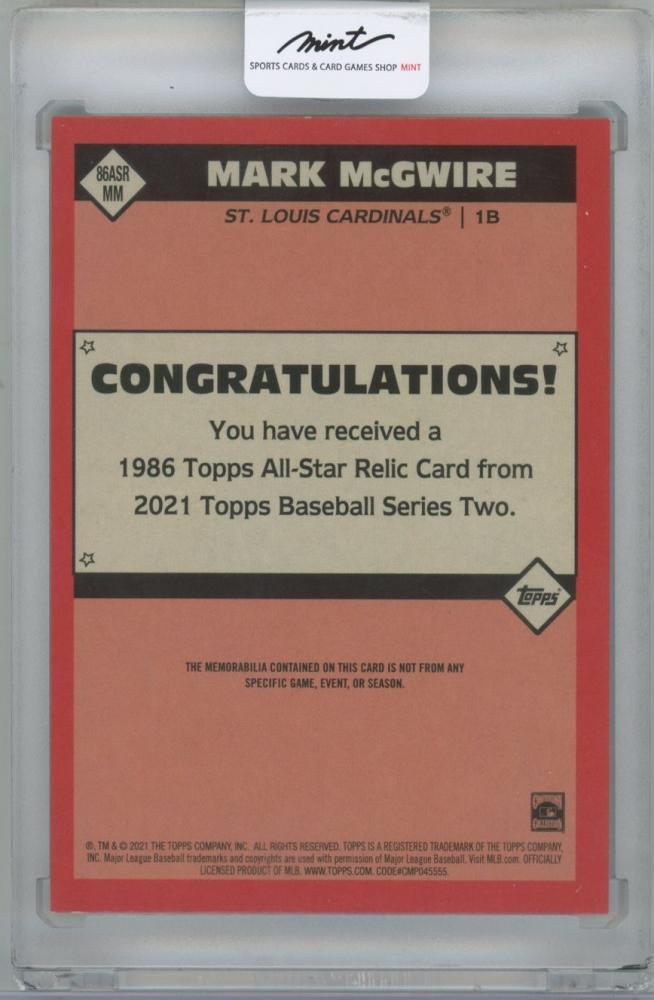 mint
SPORTS CARDS & CARD GAMES SHOP MINT
86ASR
MM
MARK McGWIRE
ST. LOUIS CARDINALS® | 1B
CONGRATULATIONS!
You have received a
1986 Topps All-Star Relic Card from
2021 Topps Baseball Series Two.
topps
THE MEMORABILIA CONTAINED ON THIS CARD IS NOT FROM ANY
SPECIFIC GAME, EVENT, OR SEASON.
COOPERSTOWN
COLLECTION
®, TM & © 2021 THE TOPPS COMPANY, INC. ALL RIGHTS RESERVED. TOPPS IS A REGISTERED TRADEMARK OF THE TOPPS COMPANY,
INC. Major League Baseball trademarks and copyrights are used with permission of Major League Baseball. Visit MLB.com. OFFICIALLY
LICENSED PRODUCT OF MLB. WWW.TOPPS.COM. CODE#CMP045555.